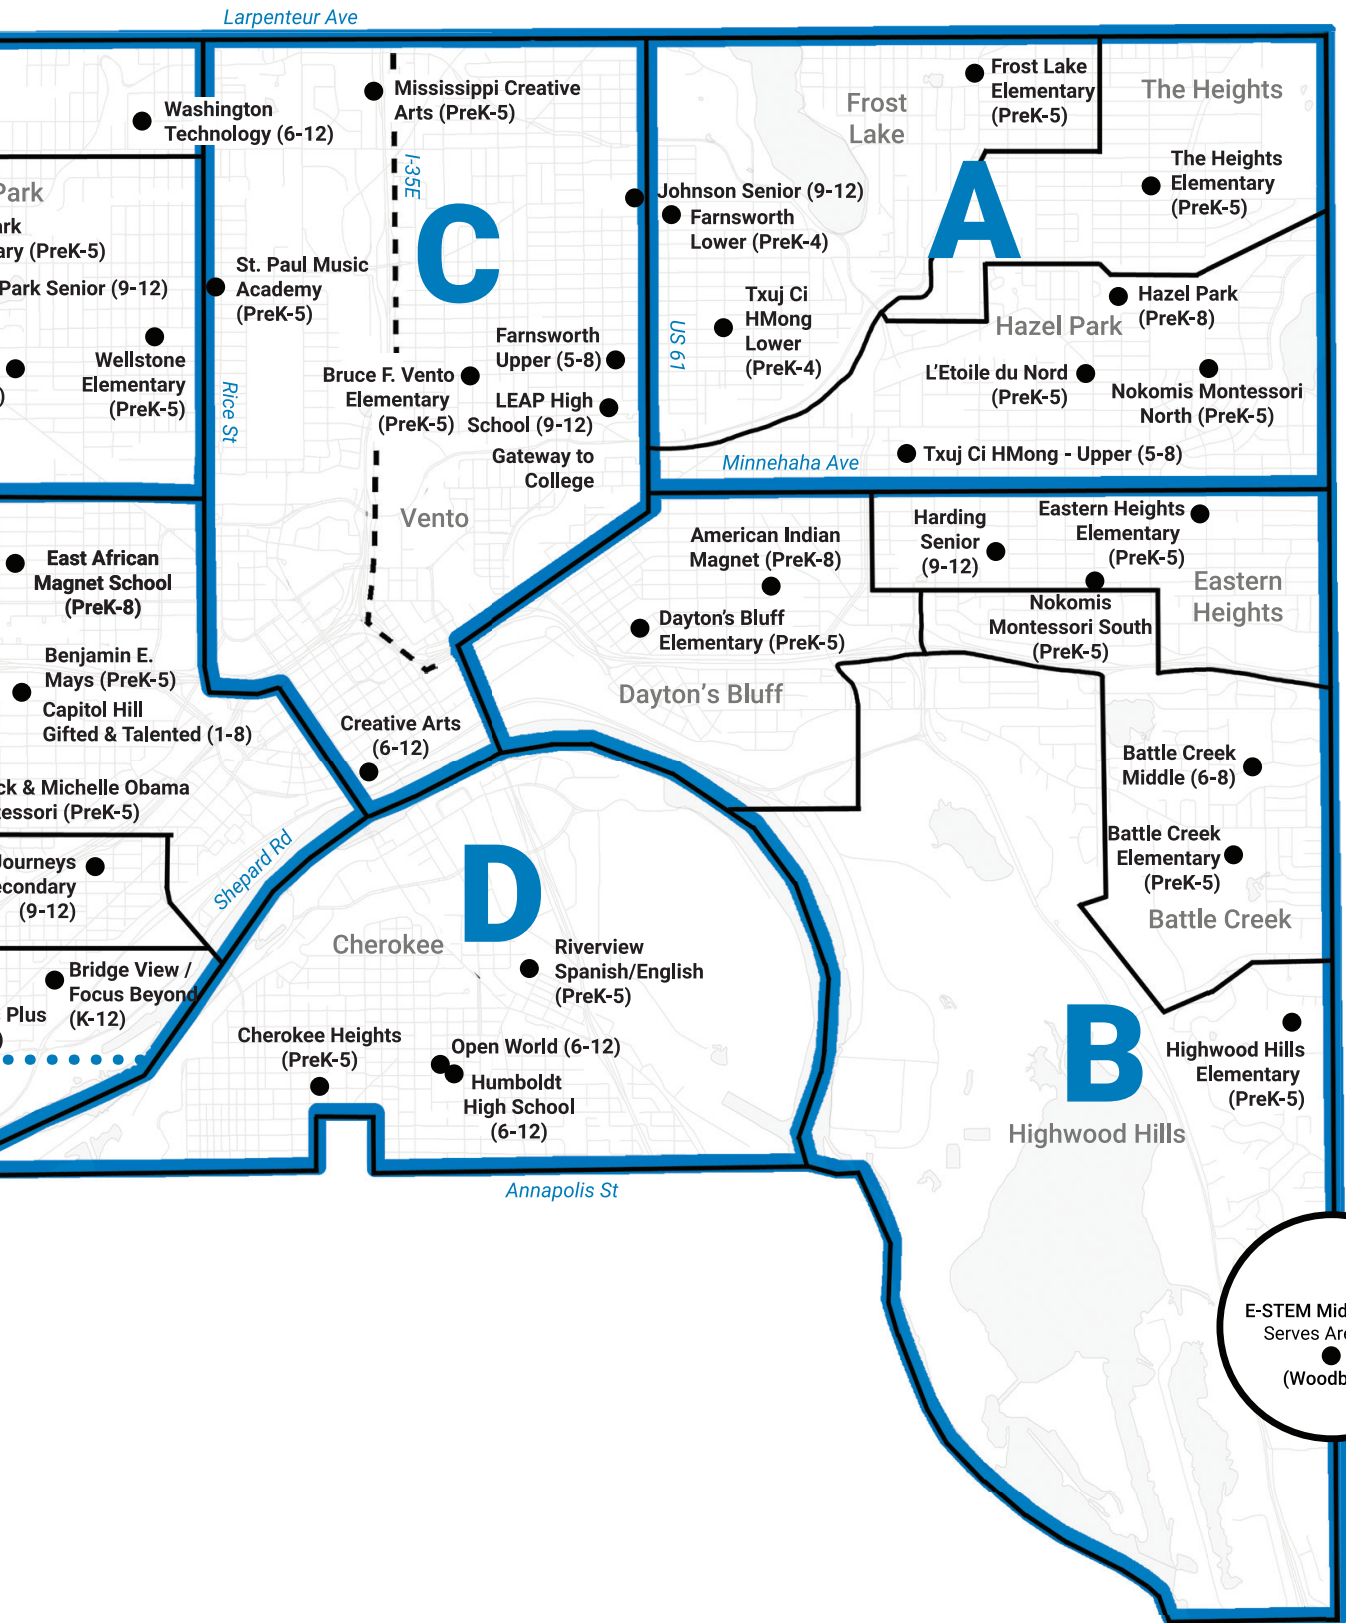 Larpenteur Ave
Washington
Technology (6-12)
Mississippi Creative
Arts (PreK-5)
I-35E
C
St. Paul Music
Academy
(PreK-5)
Park
(PreK-5)
Park Senior (9-12)
Wellstone
Elementary
(PreK-5)
Rice St
Bruce F. Vento
Elementary
(PreK-5)
Farnsworth
Upper (5-8)
LEAP High
School (9-12)
Gateway to
College
Vento
Johnson Senior (9-12)
Farnsworth
Lower (PreK-4)
US 61
Txuj Ci
HMong
Lower
(PreK-4)
Frost
Lake
Frost Lake
Elementary
(PreK-5)
The Heights
The Heights
Elementary
(PreK-5)
A
Hazel Park
Hazel Park
(PreK-8)
L'Etoile du Nord
(PreK-5)
Nokomis Montessori
North (PreK-5)
Txuj Ci HMong - Upper (5-8)
Minnehaha Ave
American Indian
Magnet (PreK-8)
Dayton's Bluff
Elementary (PreK-5)
Dayton's Bluff
Harding
Senior
(9-12)
Eastern Heights
Elementary
(PreK-5)
Eastern
Heights
Nokomis
Montessori South
(PreK-5)
East African
Magnet School
(PreK-8)
Benjamin E.
Mays (PreK-5)
Capitol Hill
Gifted & Talented (1-8)
& Michelle Obama
(PreK-5)
Journeys
(9-12)
Shepard Rd
Bridge View /
Focus Beyond
(K-12)
Plus
Creative Arts
(6-12)
D
Cherokee
Riverview
Spanish/English
(PreK-5)
Cherokee Heights
(PreK-5)
Open World (6-12)
Humboldt
High School
(6-12)
Annapolis St
Battle Creek
Middle (6-8)
Battle Creek
Elementary
(PreK-5)
Battle Creek
B
Highwood Hills
Elementary
(PreK-5)
Highwood Hills
E-STEM
Serves